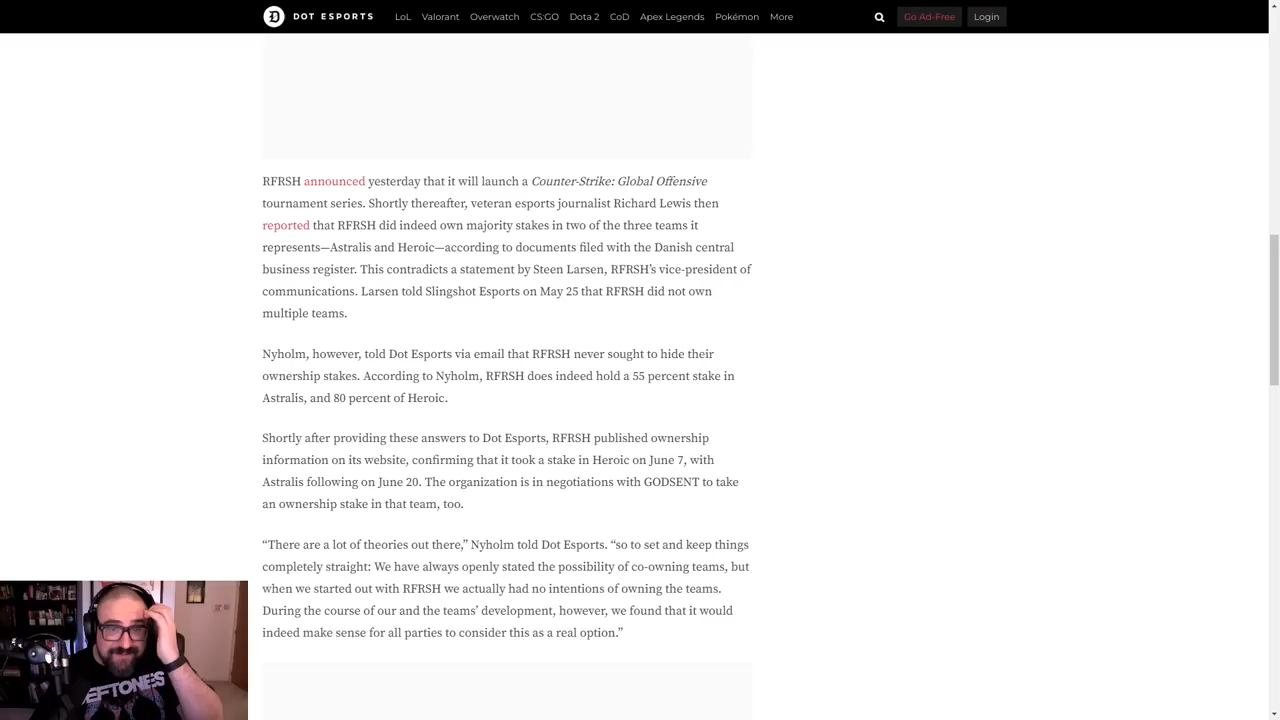 DOT ESPORTS
LoL Valorant Overwatch CS:GO Dota 2 CoD Apex Legends Pokémon More
Go Ad-Free Login
RFRSH announced yesterday that it will launch a Counter-Strike: Global Offensive
tournament series. Shortly thereafter, veteran esports journalist Richard Lewis then
reported that RFRSH did indeed own majority stakes in two of the three teams it
represents—Astralis and Heroic—according to documents filed with the Danish central
business register. This contradicts a statement by Steen Larsen, RFRSH’s vice-president of
communications. Larsen told Slingshot Esports on May 25 that RFRSH did not own
multiple teams.
Nyholm, however, told Dot Esports via email that RFRSH never sought to hide their
ownership stakes. According to Nyholm, RFRSH does indeed hold a 55 percent stake in
Astralis, and 80 percent of Heroic.
Shortly after providing these answers to Dot Esports, RFRSH published ownership
information on its website, confirming that it took a stake in Heroic on June 7, with
Astralis following on June 20. The organization is in negotiations with GODSENT to take
an ownership stake in that team, too.
“There are a lot of theories out there,” Nyholm told Dot Esports. “so to set and keep things
completely straight: We have always openly stated the possibility of co-owning teams, but
when we started out with RFRSH we actually had no intentions of owning the teams.
During the course of our and the teams’ development, however, we found that it would
indeed make sense for all parties to consider this as a real option.”
DEFTONES